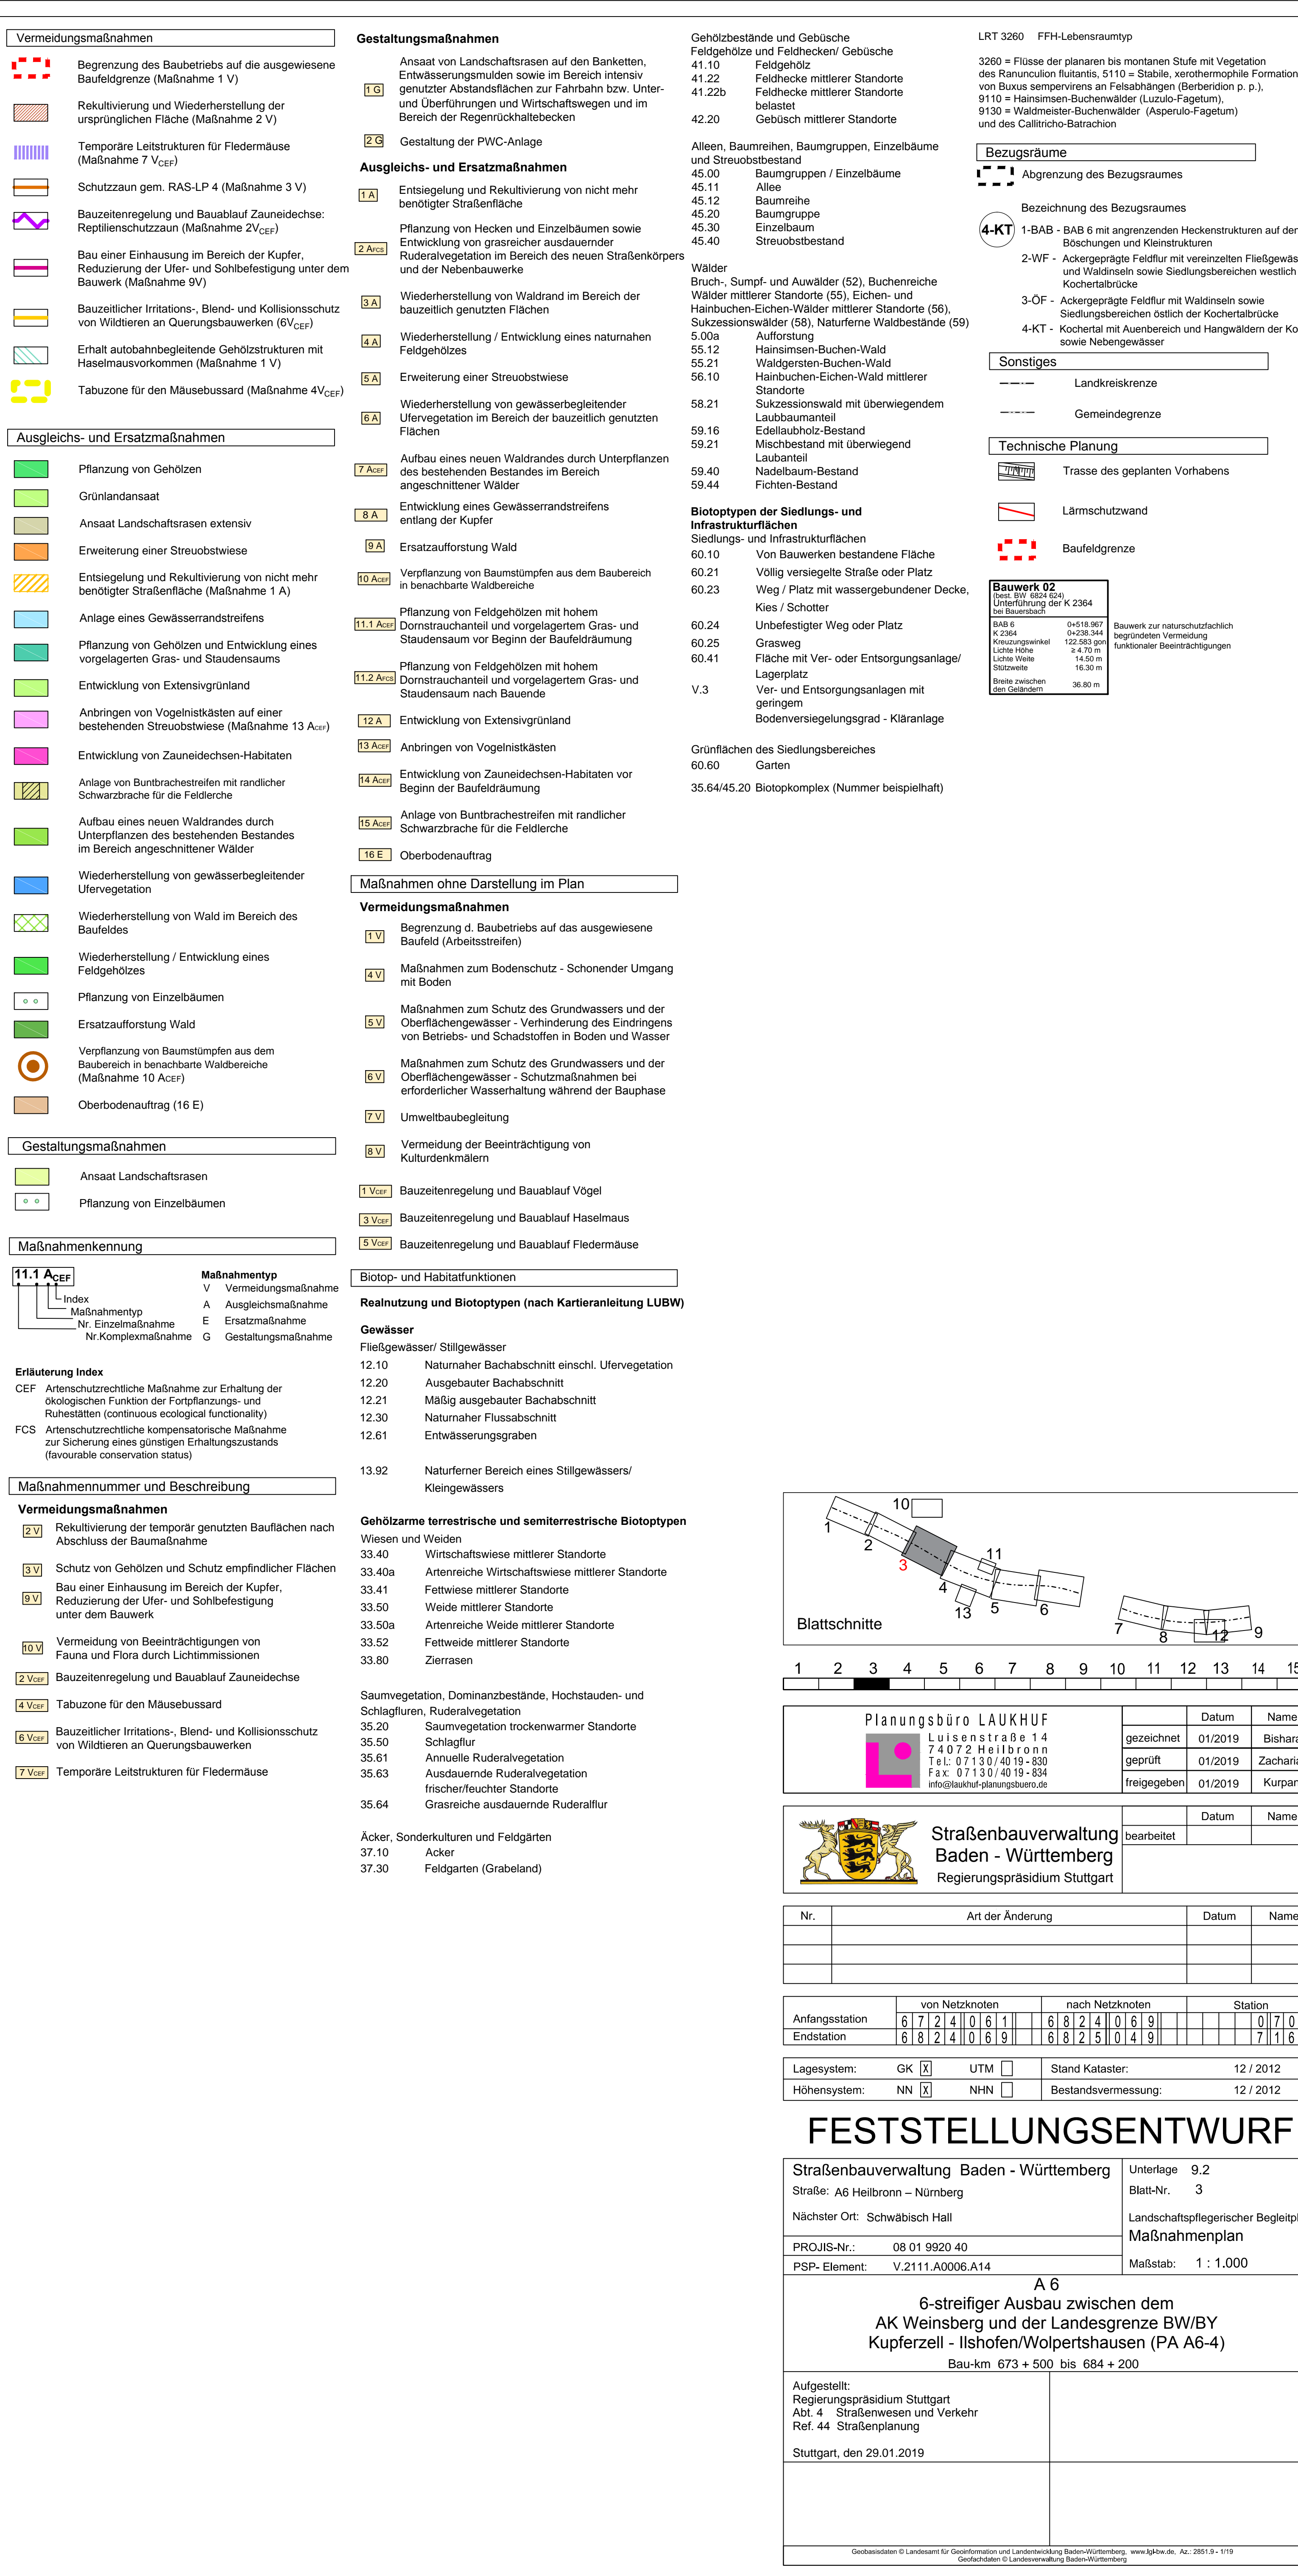 Vermeidungsmaßnahmen
Begrenzung des Baubetriebs auf die ausgewiesene
Baufeldgrenze (Maßnahme 1 V)
Rekultivierung und Wiederherstellung der
ursprünglichen Fläche (Maßnahme 2 V)
Temporäre Leitstrukturen für Fledermäuse
(Maßnahme 7 VCEF)
Schutzzaun gem. RAS-LP 4 (Maßnahme 3 V)
Bauzeitenregelung und Bauablauf Zauneidechse:
Reptilienschutzzaun (Maßnahme 2VCEF)
Bau einer Einhausung im Bereich der Kupfer,
Reduzierung der Ufer- und Sohlbefestigung unter dem
Bauwerk (Maßnahme 9V)
Bauzeitlicher Irritations-, Blend- und Kollisionsschutz
von Wildtieren an Querungsbauwerken (6VCEF)
Erhalt autobahnbegleitende Gehölzstrukturen mit
Haselmausvorkommen (Maßnahme 1 V)
Tabuzone für den Mäusebussard (Maßnahme 4VCEF)
Ausgleichs- und Ersatzmaßnahmen
Pflanzung von Gehölzen
Grünlandansaat
Ansaat Landschaftsrasen extensiv
Erweiterung einer Streuobstwiese
Entsiegelung und Rekultivierung von nicht mehr
benötigter Straßenfläche (Maßnahme 1 A)
Anlage eines Gewässerrandstreifens
Pflanzung von Gehölzen und Entwicklung eines
vorgelagerten Gras- und Staudensaums
Entwicklung von Extensivgrünland
Anbringen von Vogelnistkästen auf einer
bestehenden Streuobstwiese (Maßnahme 13 ACEF)
Entwicklung von Zauneidechsen-Habitaten
Anlage von Buntbrachestreifen mit randlicher
Schwarzbrache für die Feldlerche
Aufbau eines neuen Waldrandes durch
Unterpflanzen des bestehenden Bestandes
im Bereich angeschnittener Wälder
Wiederherstellung von gewässerbegleitender
Ufervegetation
Wiederherstellung von Wald im Bereich des
Baufeldes
Wiederherstellung / Entwicklung eines
Feldgehölzes
Pflanzung von Einzelbäumen
Ersatzaufforstung Wald
Verpflanzung von Baumstümpfen aus dem
Baubereich in benachbarte Waldbereiche
(Maßnahme 10 ACEF)
Oberbodenauftrag (16 E)
Gestaltungsmaßnahmen
Ansaat Landschaftsrasen
Pflanzung von Einzelbäumen
Maßnahmenkennung
11.1 ACEF
Index
Maßnahmentyp
Nr. Einzelmaßnahme
Nr.Komplexmaßnahme
Maßnahmentyp
V Vermeidungsmaßnahme
A Ausgleichsmaßnahme
E Ersatzmaßnahme
G Gestaltungsmaßnahme
Erläuterung Index
CEF Artenschutzrechtliche Maßnahme zur Erhaltung der
ökologischen Funktion der Fortpflanzungs- und
Ruhestätten (continuous ecological functionality)
FCS Artenschutzrechtliche kompensatorische Maßnahme
zur Sicherung eines günstigen Erhaltungszustands
(favourable conservation status)
Maßnahmennummer und Beschreibung
Vermeidungsmaßnahmen
2 V Rekultivierung der temporär genutzten Bauflächen nach
Abschluss der Baumaßnahme
3 V Schutz von Gehölzen und Schutz empfindlicher Flächen
9 V Bau einer Einhausung im Bereich der Kupfer,
Reduzierung der Ufer- und Sohlbefestigung
unter dem Bauwerk
10 V Vermeidung von Beeinträchtigungen von
Fauna und Flora durch Lichtimmissionen
2 VCEF Bauzeitenregelung und Bauablauf Zauneidechse
4 VCEF Tabuzone für den Mäusebussard
6 VCEF Bauzeitlicher Irritations-, Blend- und Kollisionsschutz
von Wildtieren an Querungsbauwerken
7 VCEF Temporäre Leitstrukturen für Fledermäuse
Gestaltungsmaßnahmen
1 G Ansaat von Landschaftsrasen auf den Banketten,
Entwässerungsmulden sowie im Bereich intensiv
genutzter Abstandsflächen zur Fahrbahn bzw. Unter-
und Überführungen und Wirtschaftswegen und im
Bereich der Regenrückhaltebecken
2 G Gestaltung der PWC-Anlage
Ausgleichs- und Ersatzmaßnahmen
1 A Entsiegelung und Rekultivierung von nicht mehr
benötigter Straßenfläche
2 AFCS Pflanzung von Hecken und Einzelbäumen sowie
Entwicklung von grasreicher ausdauernder
Ruderalvegetation im Bereich des neuen Straßenkörpers
und der Nebenbauwerke
3 A Wiederherstellung von Waldrand im Bereich der
bauzeitlich genutzten Flächen
4 A Wiederherstellung / Entwicklung eines naturnahen
Feldgehölzes
5 A Erweiterung einer Streuobstwiese
6 A Wiederherstellung von gewässerbegleitender
Ufervegetation im Bereich der bauzeitlich genutzten
Flächen
7 ACEF Aufbau eines neuen Waldrandes durch Unterpflanzen
des bestehenden Bestandes im Bereich
angeschnittener Wälder
8 A Entwicklung eines Gewässerrandstreifens
entlang der Kupfer
9 A Ersatzaufforstung Wald
10 ACEF Verpflanzung von Baumstümpfen aus dem Baubereich
in benachbarte Waldbereiche
11.1 ACEF Pflanzung von Feldgehölzen mit hohem
Dornstrauchanteil und vorgelagertem Gras- und
Staudensaum vor Beginn der Baufeldräumung
11.2 AFCS Pflanzung von Feldgehölzen mit hohem
Dornstrauchanteil und vorgelagertem Gras- und
Staudensaum nach Bauende
12 A Entwicklung von Extensivgrünland
13 ACEF Anbringen von Vogelnistkästen
14 ACEF Entwicklung von Zauneidechsen-Habitaten vor
Beginn der Baufeldräumung
15 ACEF Anlage von Buntbrachestreifen mit randlicher
Schwarzbrache für die Feldlerche
16 E Oberbodenauftrag
Maßnahmen ohne Darstellung im Plan
Vermeidungsmaßnahmen
1 V Begrenzung d. Baubetriebs auf das ausgewiesene
Baufeld (Arbeitsstreifen)
4 V Maßnahmen zum Bodenschutz - Schonender Umgang
mit Boden
5 V Maßnahmen zum Schutz des Grundwassers und der
Oberflächengewässer - Verhinderung des Eindringens
von Betriebs- und Schadstoffen in Boden und Wasser
6 V Maßnahmen zum Schutz des Grundwassers und der
Oberflächengewässer - Schutzmaßnahmen bei
erforderlicher Wasserhaltung während der Bauphase
7 V Umweltbaubegleitung
8 V Vermeidung der Beeinträchtigung von
Kulturdenkmälern
1 VCEF Bauzeitenregelung und Bauablauf Vögel
3 VCEF Bauzeitenregelung und Bauablauf Haselmaus
5 VCEF Bauzeitenregelung und Bauablauf Fledermäuse
Biotop- und Habitatfunktionen
Realnutzung und Biotoptypen (nach Kartieranleitung LUBW)
Gewässer
Fließgewässer/ Stillgewässer
12.10 Naturnaher Bachabschnitt einschl. Ufervegetation
12.20 Ausgebauter Bachabschnitt
12.21 Mäßig ausgebauter Bachabschnitt
12.30 Naturnaher Flussabschnitt
12.61 Entwässerungsgraben
13.92 Naturferner Bereich eines Stillgewässers/
Kleingewässers
Gehölzarme terrestrische und semiterrestrische Biotoptypen
Wiesen und Weiden
33.40 Wirtschaftswiese mittlerer Standorte
33.40a Artenreiche Wirtschaftswiese mittlerer Standorte
33.41 Fettwiese mittlerer Standorte
33.50 Weide mittlerer Standorte
33.50a Artenreiche Weide mittlerer Standorte
33.52 Fettweide mittlerer Standorte
33.80 Zierrasen
Saumvegetation, Dominanzbestände, Hochstauden- und
Schlagfluren, Ruderalvegetation
35.20 Saumvegetation trockenwarmer Standorte
35.50 Schlagflur
35.61 Annuelle Ruderalvegetation
35.63 Ausdauernde Ruderalvegetation
frischer/feuchter Standorte
35.64 Grasreiche ausdauernde Ruderalflur
Äcker, Sonderkulturen und Feldgärten
37.10 Acker
37.30 Feldgarten (Grabeland)
Gehölzbestände und Gebüsche
Feldgehölze und Feldhecken/ Gebüsche
41.10 Feldgehölz
41.22 Feldhecke mittlerer Standorte
41.22b Feldhecke mittlerer Standorte
belastet
42.20 Gebüsch mittlerer Standorte
Alleen, Baumreihen, Baumgruppen, Einzelbäume
und Streuobstbestand
45.00 Baumgruppen / Einzelbäume
45.11 Allee
45.12 Baumreihe
45.20 Baumgruppe
45.30 Einzelbaum
45.40 Streuobstbestand
Wälder
Bruch-, Sumpf- und Auwälder (52), Buchenreiche
Wälder mittlerer Standorte (55), Eichen- und
Hainbuchen-Eichen-Wälder mittlerer Standorte (56),
Sukzessionswälder (58), Naturferne Waldbestände (59)
5.00a Aufforstung
55.12 Hainsimsen-Buchen-Wald
55.21 Waldgersten-Buchen-Wald
56.10 Hainbuchen-Eichen-Wald mittlerer
Standorte
58.21 Sukzessionswald mit überwiegendem
Laubbaumanteil
59.16 Edellaubholz-Bestand
59.21 Mischbestand mit überwiegend
Laubanteil
59.40 Nadelbaum-Bestand
59.44 Fichten-Bestand
Biotoptypen der Siedlungs- und
Infrastrukturflächen
Siedlungs- und Infrastrukturflächen
60.10 Von Bauwerken bestandene Fläche
60.21 Völlig versiegelte Straße oder Platz
60.23 Weg / Platz mit wassergebundener Decke,
Kies / Schotter
60.24 Unbefestigter Weg oder Platz
60.25 Grasweg
60.41 Fläche mit Ver- oder Entsorgungsanlage/
Lagerplatz
V.3 Ver- und Entsorgungsanlagen mit
geringem
Bodenversiegelungsgrad - Kläranlage
Grünflächen des Siedlungsbereiches
60.60 Garten
35.64/45.20 Biotopkomplex (Nummer beispielhaft)
LRT 3260 FFH-Lebensraumtyp
3260 = Flüsse der planaren bis montanen Stufe mit Vegetation
des Ranunculion fluitantis, 5110 = Stabile, xerothermophile Formation
von Buxus sempervirens an Felsabhängen (Berberidion p. p.),
9110 = Hainsimsen-Buchenwälder (Luzulo-Fagetum),
9130 = Waldmeister-Buchenwälder (Asperulo-Fagetum)
und des Callitricho-Batrachion
Bezugsräume
Abgrenzung des Bezugsraumes
Bezeichnung des Bezugsraumes
4-KT
1-BAB - BAB 6 mit angrenzenden Heckenstrukturen auf den
Böschungen und Kleinstrukturen
2-WF - Ackergeprägte Feldflur mit vereinzelten Fließgewäs
und Waldinseln sowie Siedlungsbereichen westlich
Kochertalbrücke
3-ÖF - Ackergeprägte Feldflur mit Waldinseln sowie
Siedlungsbereichen östlich der Kochertalbrücke
4-KT - Kochertal mit Auenbereich und Hangwäldern der Ko
sowie Nebengewässer
Sonstiges
Landkreiskrenze
Gemeindegrenze
Technische Planung
Trasse des geplanten Vorhabens
Lärmschutzwand
Baufeldgrenze
Bauwerk 02
(best. BW 6824 624)
Unterführung der K 2364
bei Bauersbach
BAB 6 0+518.967
K 2364 0+238.344
Kreuzungswinkel 122.583 gon
Lichte Höhe ≥ 4.70 m
Lichte Weite 14.50 m
Stützweite 16.30 m
Breite zwischen
den Geländern 36.80 m
Bauwerk zur naturschutzfachlich
begründeten Vermeidung
funktionaler Beeinträchtigungen
10
1
2
3
11
4
13
5
6
7
8
12
9
Blattschnitte
1 2 3 4 5 6 7 8 9 10 11 12 13 14 15
Planungsbüro LAUKHUF
Luisenstraße 14
74072 Heilbronn
Tel.: 07130/4019-830
Fax: 07130/4019-834
info@laukhuf-planungsbuero.de
Datum Name
gezeichnet 01/2019 Bishara
geprüft 01/2019 Zacharia
freigegeben 01/2019 Kurpan
Straßenbauverwaltung
Baden - Württemberg
Regierungspräsidium Stuttgart
Datum Name
bearbeitet
Nr. Art der Änderung Datum Name
von Netzknoten nach Netzknoten Station
Anfangsstation 6724061 6824069 070
Endstation 6824069 6825049 716
Lagesystem: GK X UTM Stand Kataster: 12 / 2012
Höhensystem: NN X NHN Bestandsvermessung: 12 / 2012
FESTSTELLUNGSENTWURF
Straßenbauverwaltung Baden - Württemberg
Straße: A6 Heilbronn – Nürnberg
Nächster Ort: Schwäbisch Hall
PROJIS-Nr.: 08 01 9920 40
PSP- Element: V.2111.A0006.A14
Unterlage 9.2
Blatt-Nr. 3
Landschaftspflegerischer Begleitpl
Maßnahmenplan
Maßstab: 1 : 1.000
A 6
6-streifiger Ausbau zwischen dem
AK Weinsberg und der Landesgrenze BW/BY
Kupferzell - Ilshofen/Wolpertshausen (PA A6-4)
Bau-km 673 + 500 bis 684 + 200
Aufgestellt:
Regierungspräsidium Stuttgart
Abt. 4 Straßenwesen und Verkehr
Ref. 44 Straßenplanung
Stuttgart, den 29.01.2019
Geobasisdaten © Landesamt für Geoinformation und Landentwicklung Baden-Württemberg, www.lgl-bw.de, Az.: 2851.9 - 1/19
Geofachdaten © Landesverwaltung Baden-Württemberg